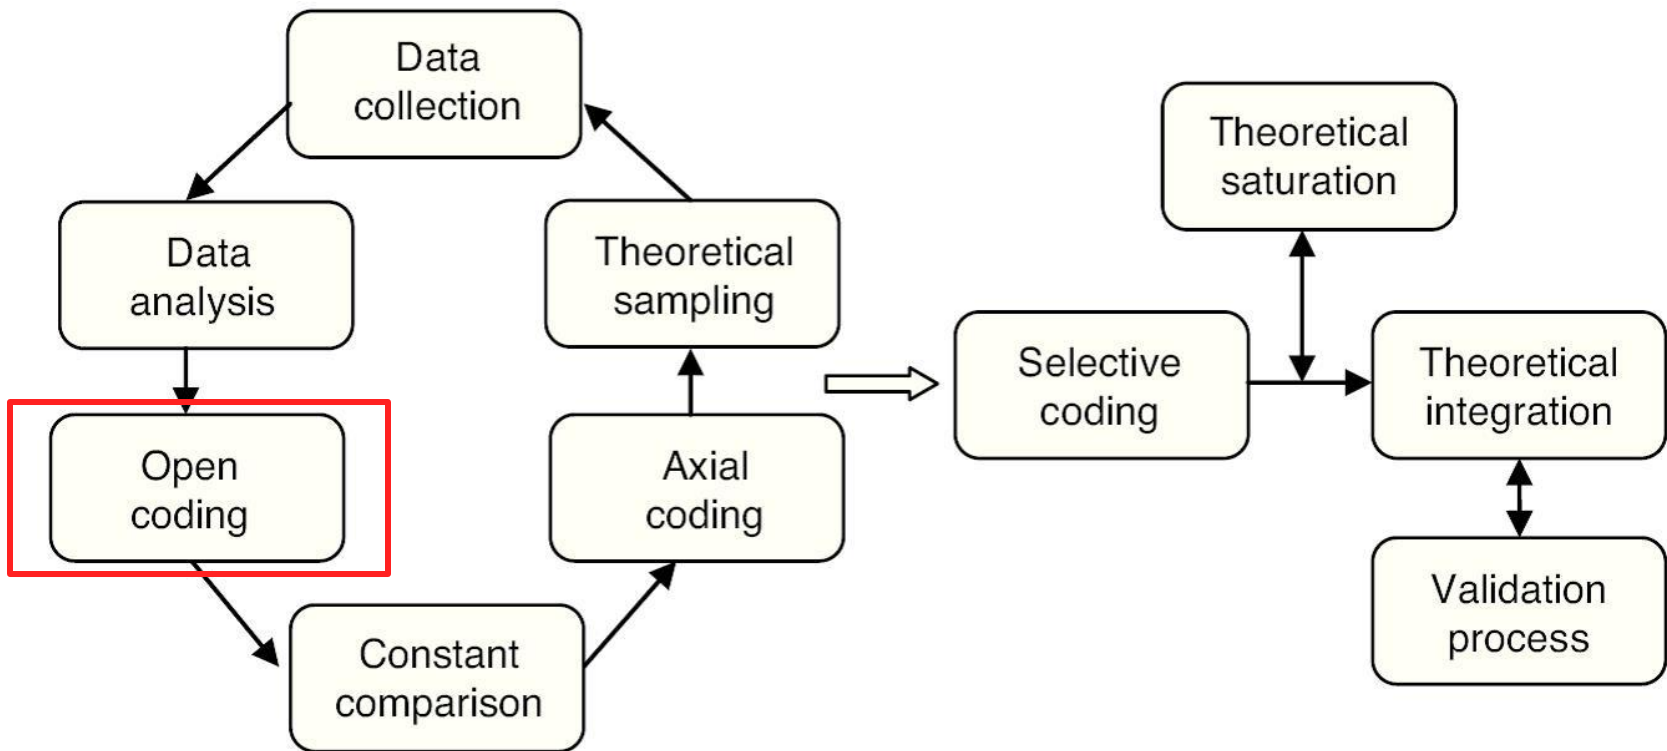 Data
collection
Data
analysis
Open
coding
Constant
comparison
Axial
coding
Theoretical
sampling
Selective
coding
Theoretical
saturation
Theoretical
integration
Validation
process